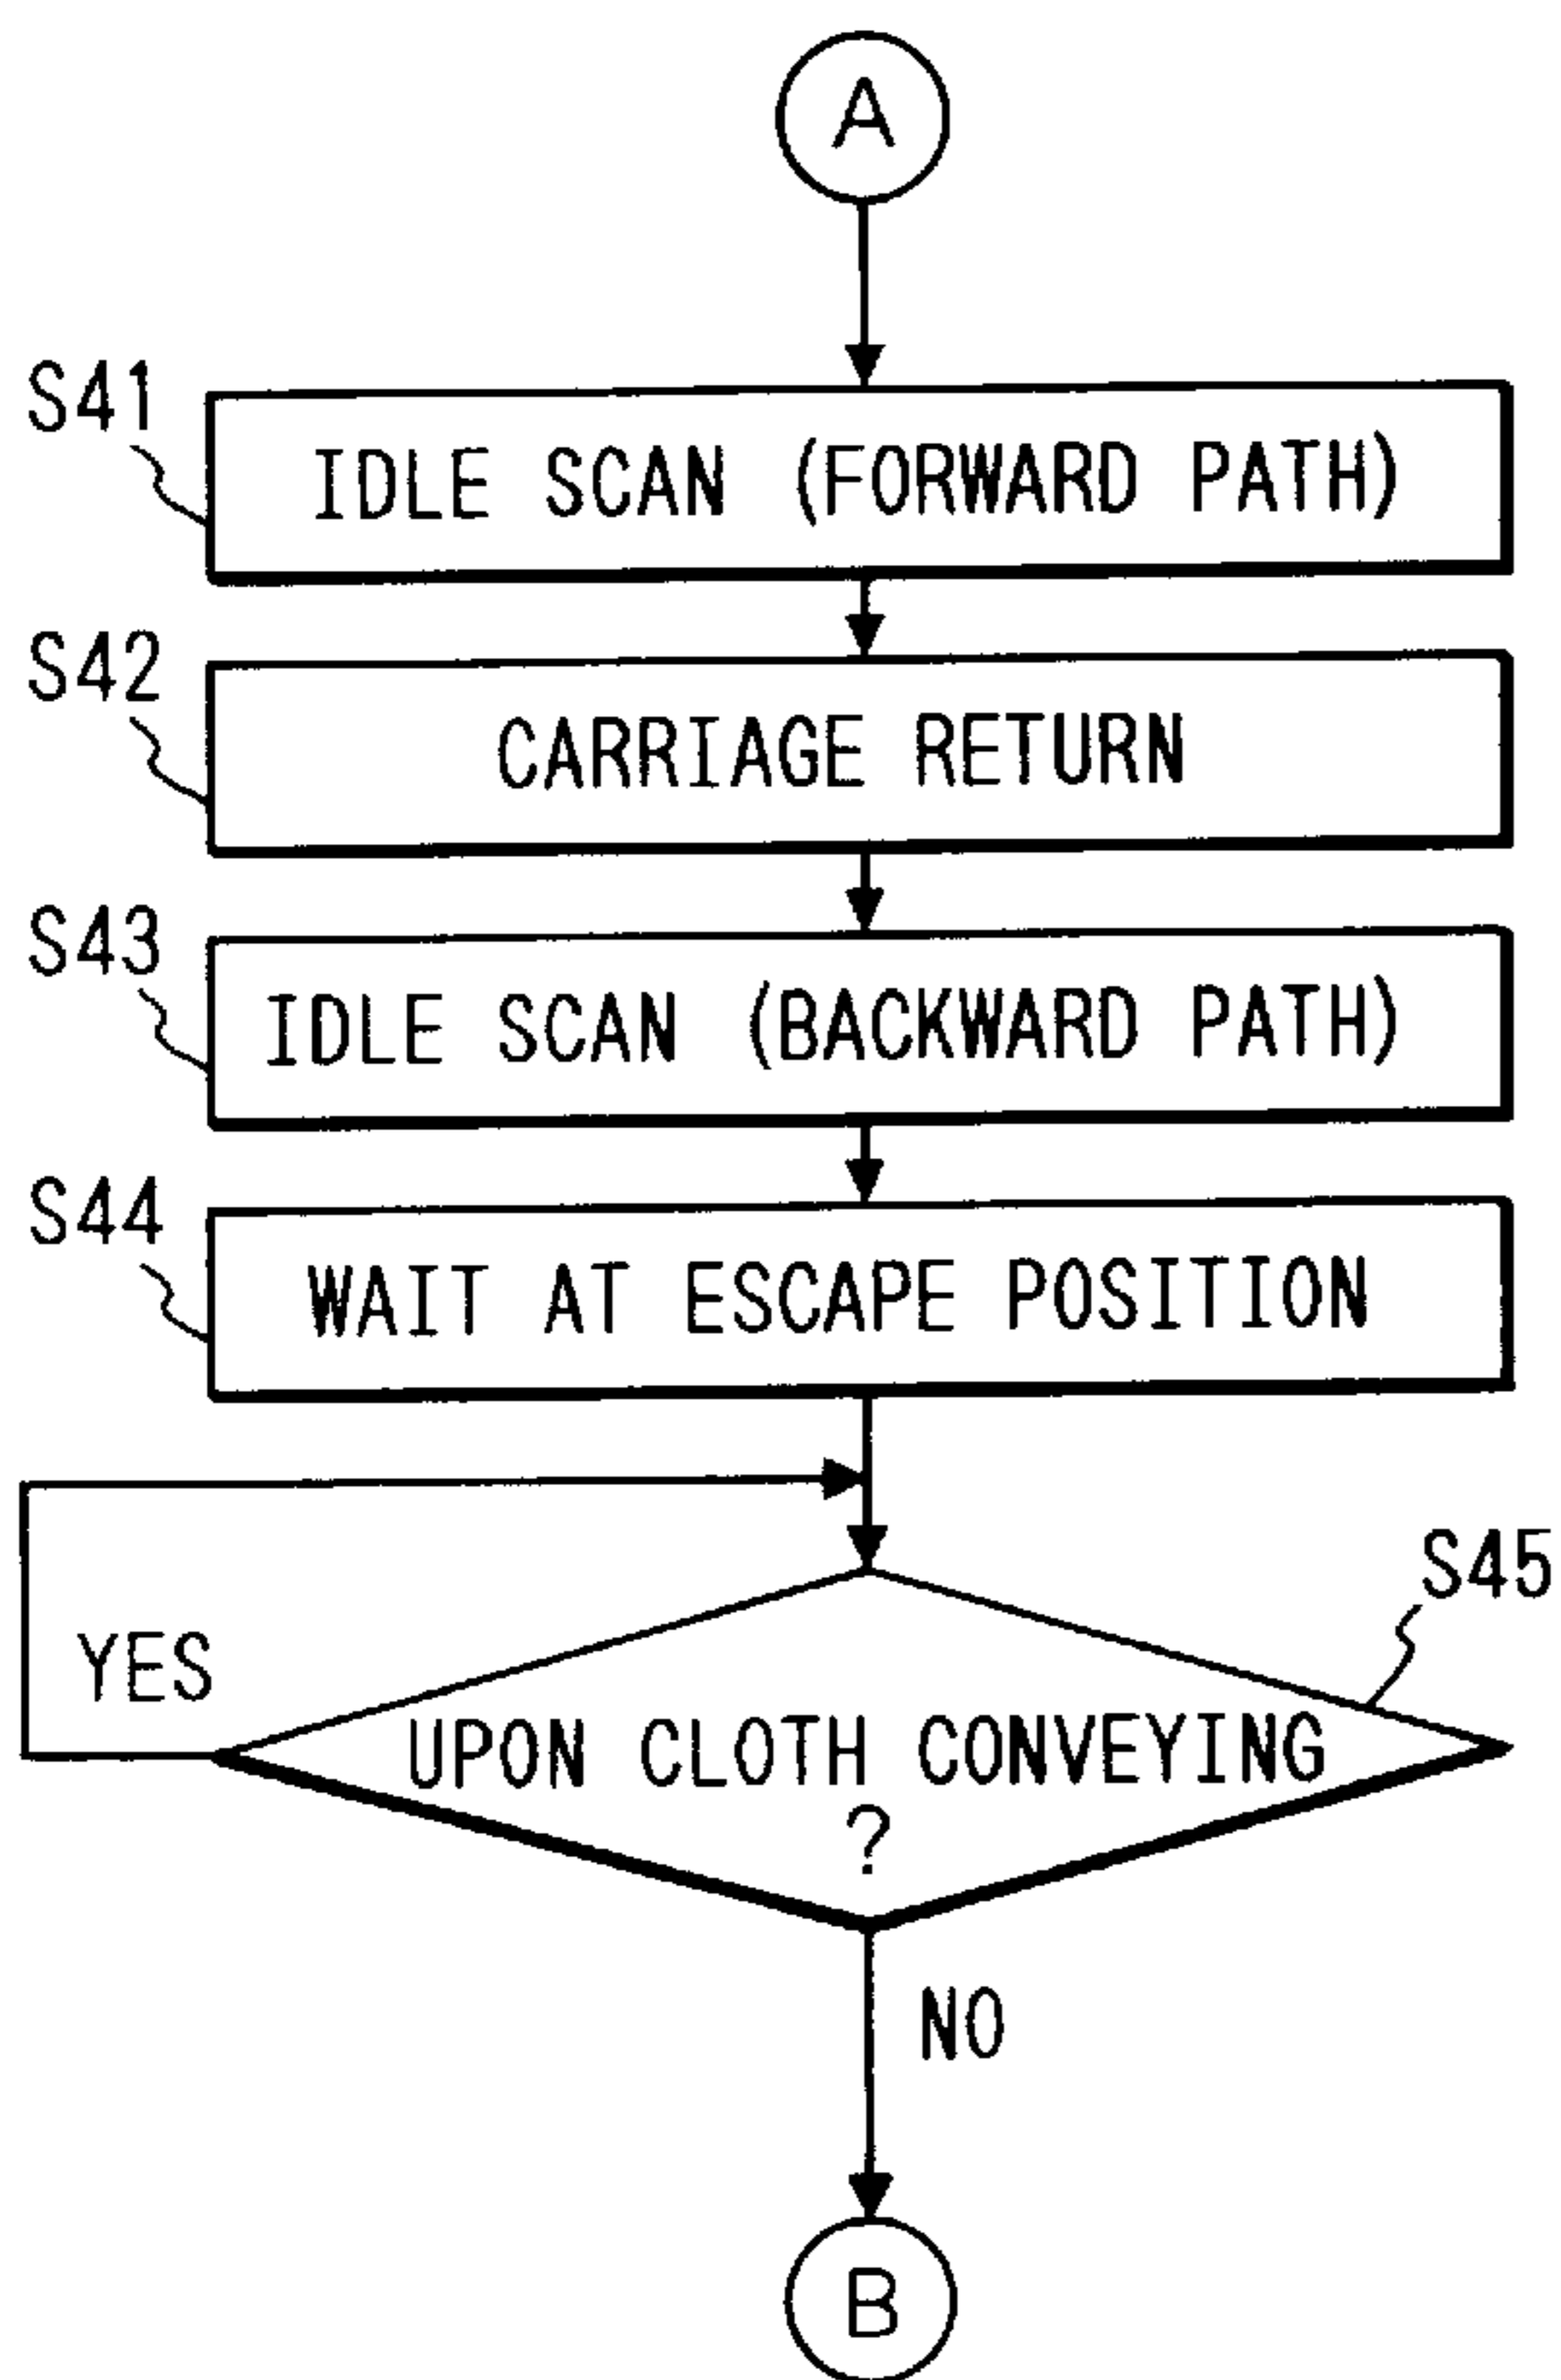 A
S41
IDLE SCAN (FORWARD PATH)
S42
CARRIAGE RETURN
S43
IDLE SCAN (BACKWARD PATH)
S44
WAIT AT ESCAPE POSITION
S45
YES
UPON CLOTH CONVEYING
?
NO
B